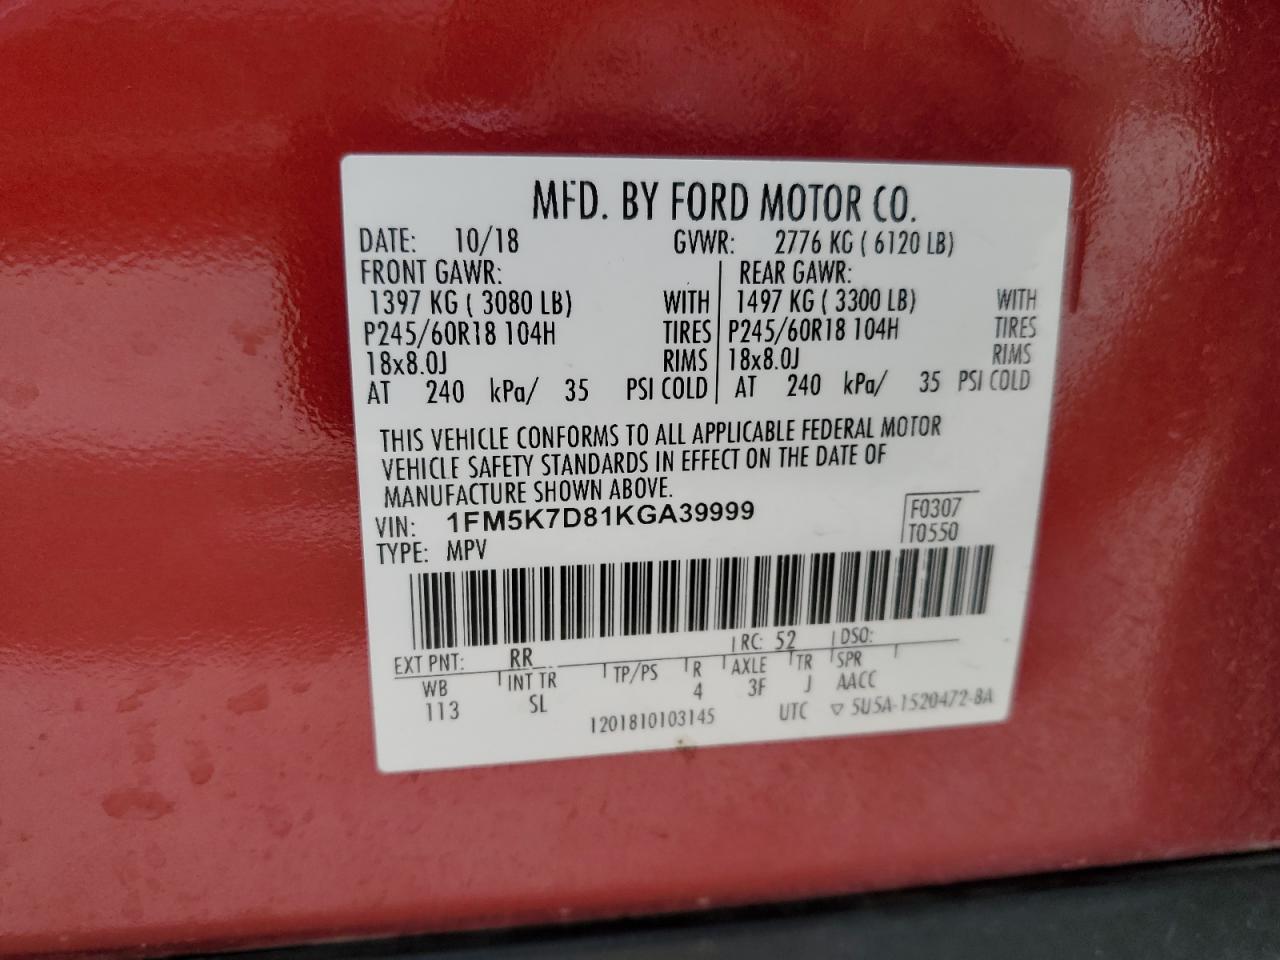 MFD. BY FORD MOTOR CO.
DATE: 10/18 GVWR: 2776 KG ( 6120 LB)
FRONT GAWR: REAR GAWR:
1397 KG ( 3080 LB) WITH 1497 KG ( 3300 LB) WITH
P245/60R18 104H TIRES P245/60R18 104H TIRES
18x8.0J RIMS 18x8.0J RIMS
AT 240 kPa/ 35 PSI COLD AT 240 kPa/ 35 PSI COLD
THIS VEHICLE CONFORMS TO ALL APPLICABLE FEDERAL MOTOR
VEHICLE SAFETY STANDARDS IN EFFECT ON THE DATE OF
MANUFACTURE SHOWN ABOVE.
VIN: 1FM5K7D81KGA39999 F0307
TYPE: MPV T0550
EXT PNT: RR RC: 52 DSO:
WB INT TR TP/PS R AXLE TR SPR
113 SL 4 3F J AACC
1201810103145 UTC ▽ 5U5A-1520472-8A